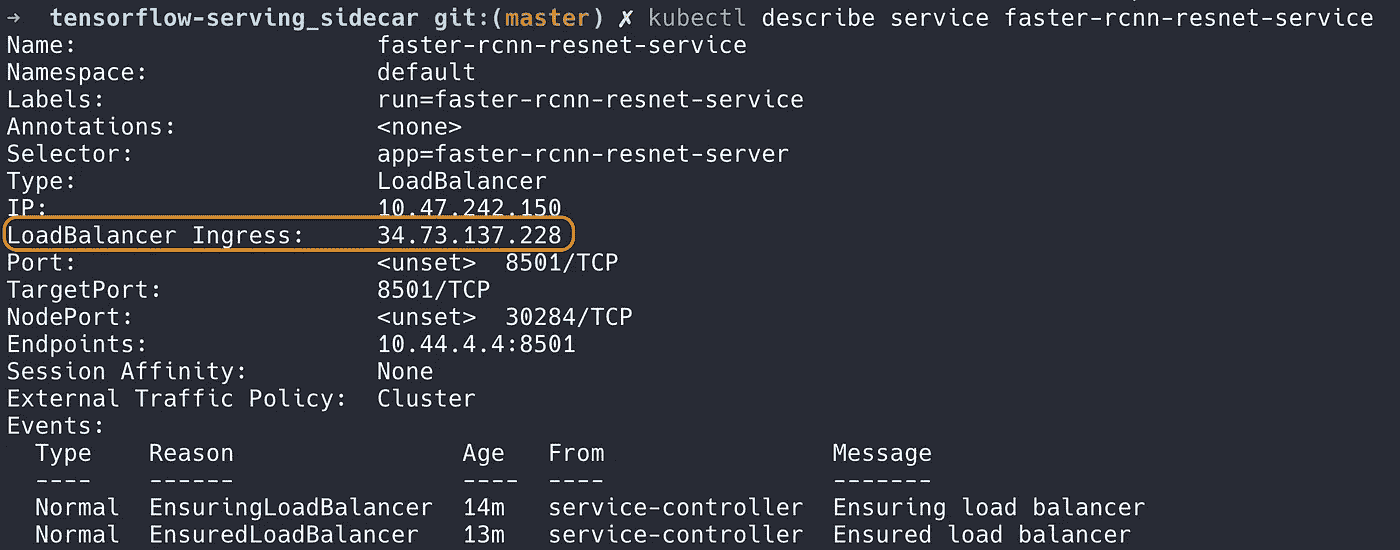 →  tensorflow-serving_sidecar git:(master) ✗ kubectl describe service faster-rcnn-resnet-service
Name:                     faster-rcnn-resnet-service
Namespace:                default
Labels:                   run=faster-rcnn-resnet-service
Annotations:              <none>
Selector:                 app=faster-rcnn-resnet-server
Type:                     LoadBalancer
IP:                       10.47.242.150
LoadBalancer Ingress:     34.73.137.228
Port:                     <unset>  8501/TCP
TargetPort:               8501/TCP
NodePort:                 <unset>  30284/TCP
Endpoints:                10.44.4.4:8501
Session Affinity:         None
External Traffic Policy:  Cluster
Events:
  Type    Reason                Age   From                Message
  ----    ------                ----  ----                -------
  Normal  EnsuringLoadBalancer  14m   service-controller  Ensuring load balancer
  Normal  EnsuredLoadBalancer   13m   service-controller  Ensured load balancer